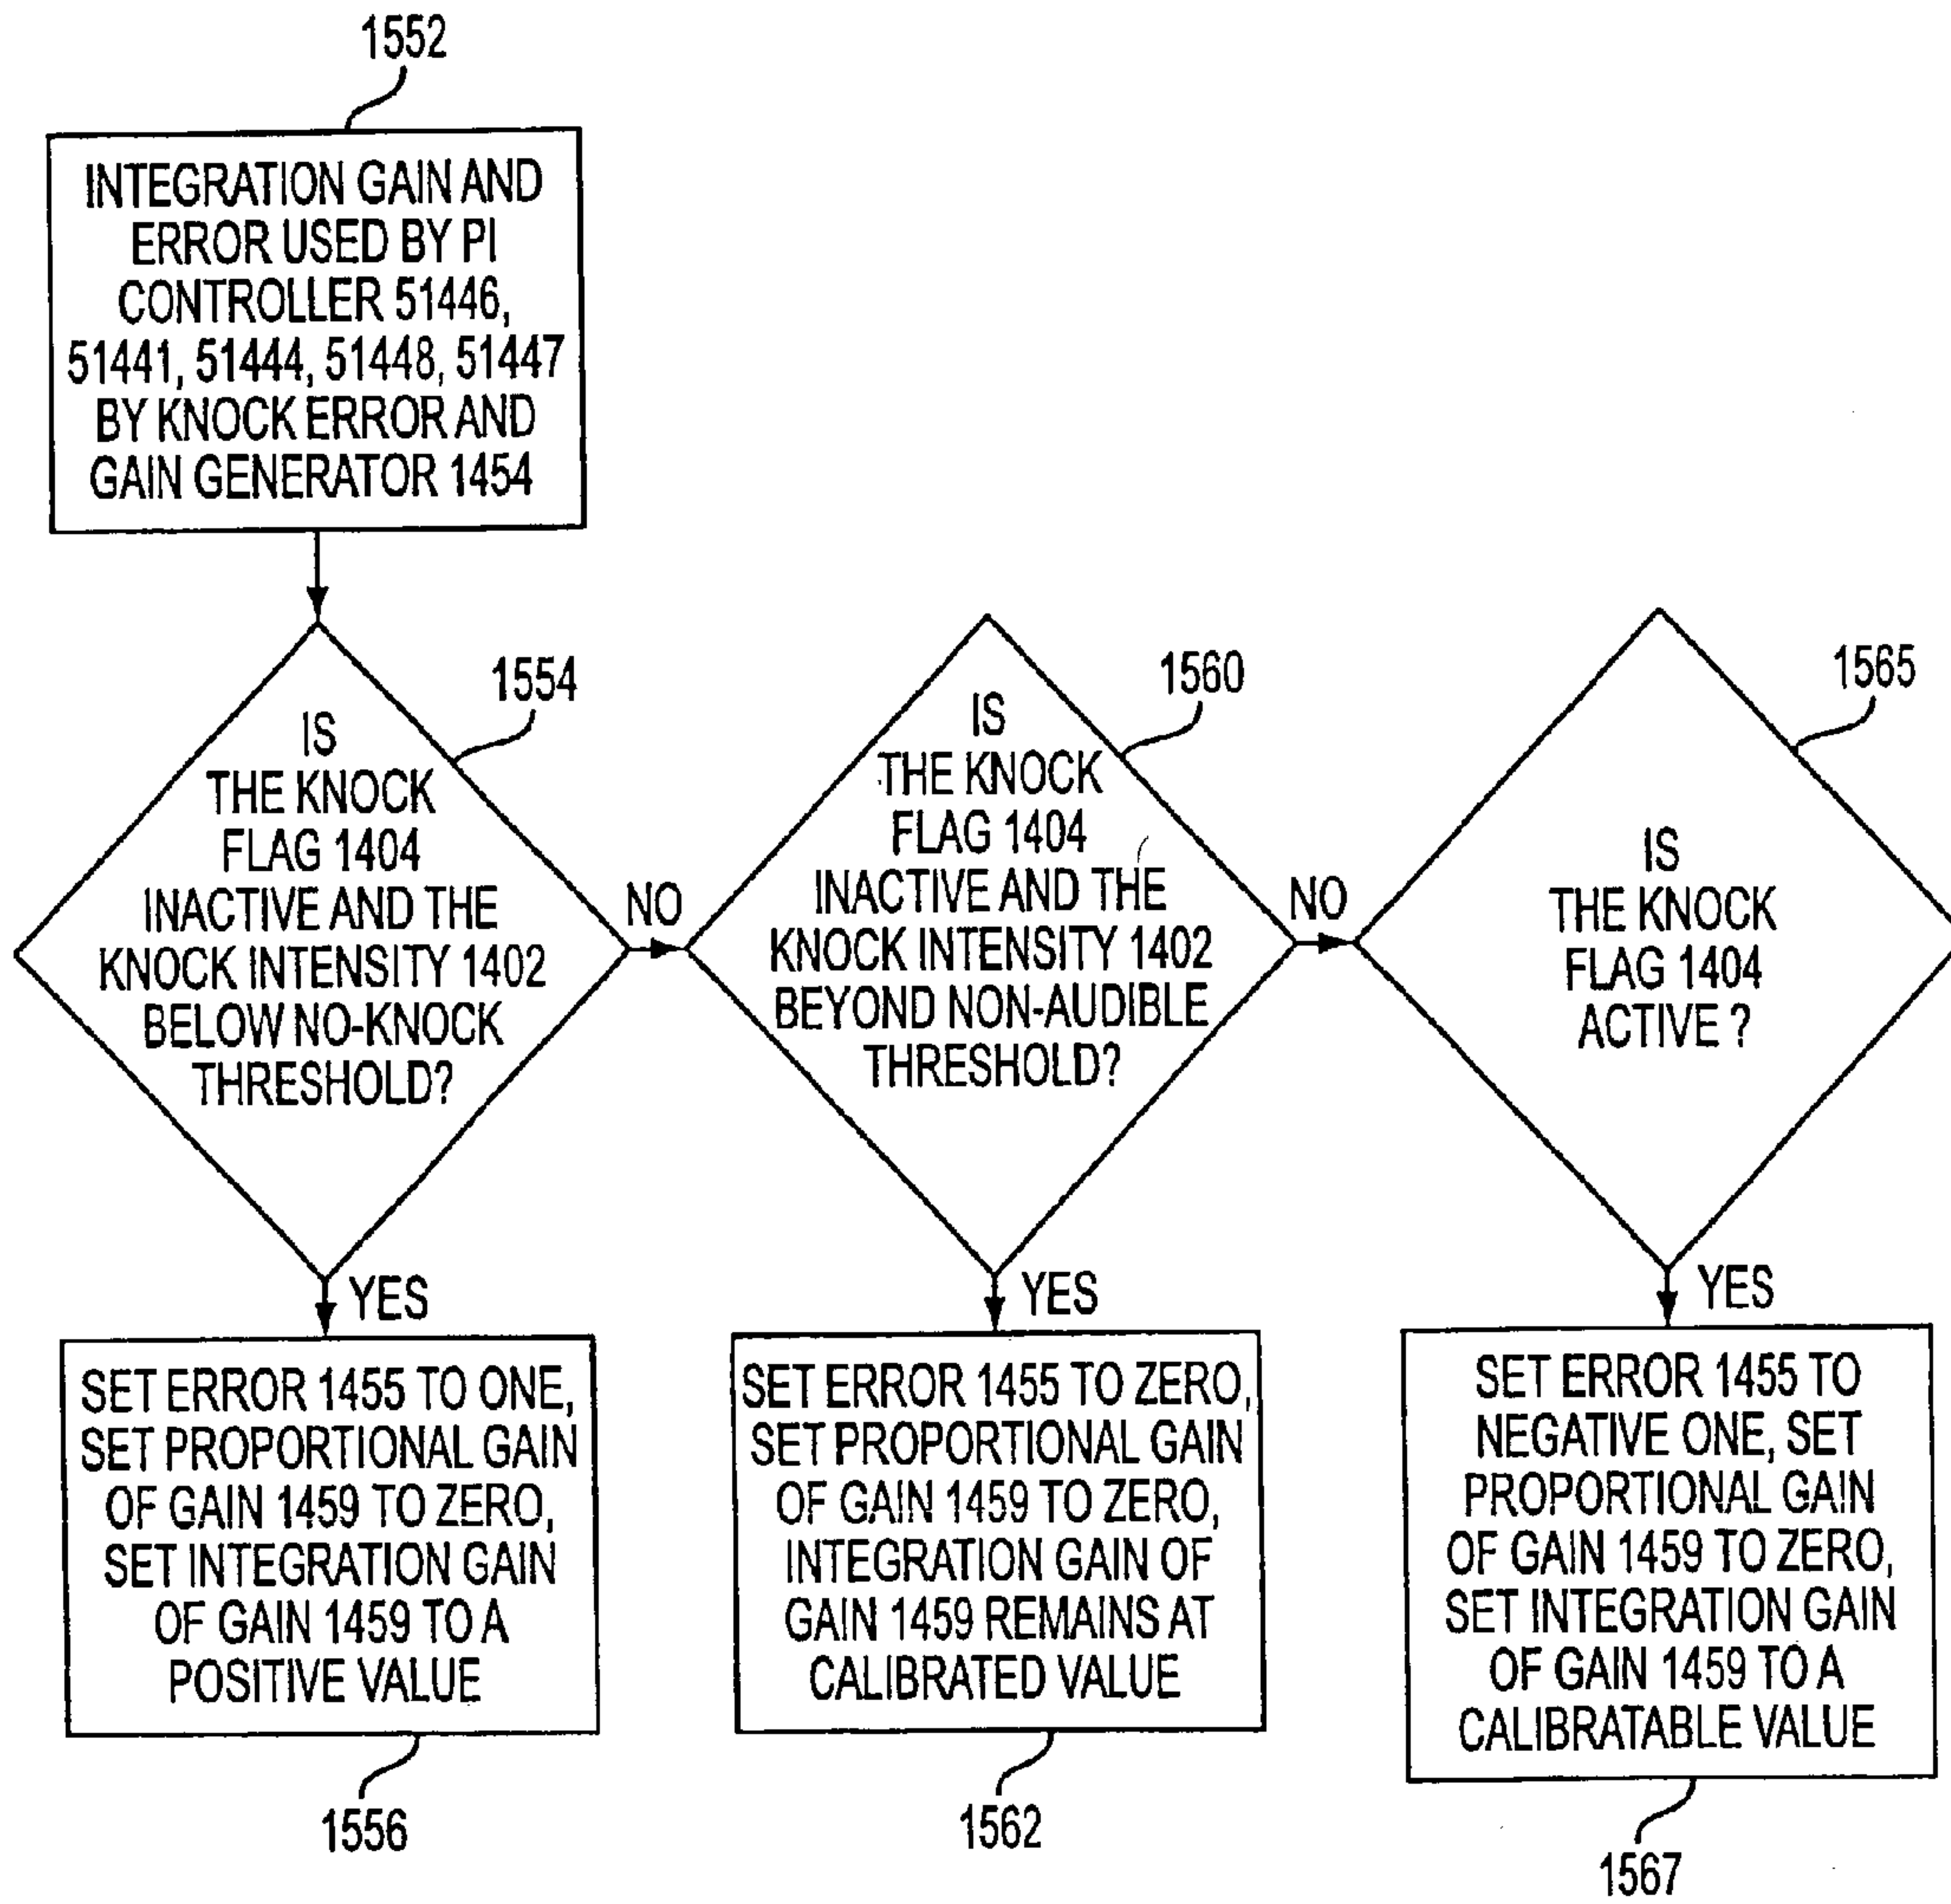 1552
INTEGRATION GAIN AND
ERROR USED BY PI
CONTROLLER 51446,
51441, 51444, 51448, 51447
BY KNOCK ERROR AND
GAIN GENERATOR 1454
1554
IS
THE KNOCK
FLAG 1404
INACTIVE AND THE
KNOCK INTENSITY 1402
BELOW NO-KNOCK
THRESHOLD?
NO
YES
1560
IS
THE KNOCK
FLAG 1404
INACTIVE AND THE
KNOCK INTENSITY 1402
BEYOND NON-AUDIBLE
THRESHOLD?
NO
YES
1565
IS
THE KNOCK
FLAG 1404
ACTIVE ?
YES
SET ERROR 1455 TO ONE,
SET PROPORTIONAL GAIN
OF GAIN 1459 TO ZERO,
SET INTEGRATION GAIN
OF GAIN 1459 TO A
POSITIVE VALUE
1556
SET ERROR 1455 TO ZERO,
SET PROPORTIONAL GAIN
OF GAIN 1459 TO ZERO,
INTEGRATION GAIN OF
GAIN 1459 REMAINS AT
CALIBRATED VALUE
1562
SET ERROR 1455 TO
NEGATIVE ONE, SET
PROPORTIONAL GAIN
OF GAIN 1459 TO ZERO,
SET INTEGRATION GAIN
OF GAIN 1459 TO A
CALIBRATABLE VALUE
1567